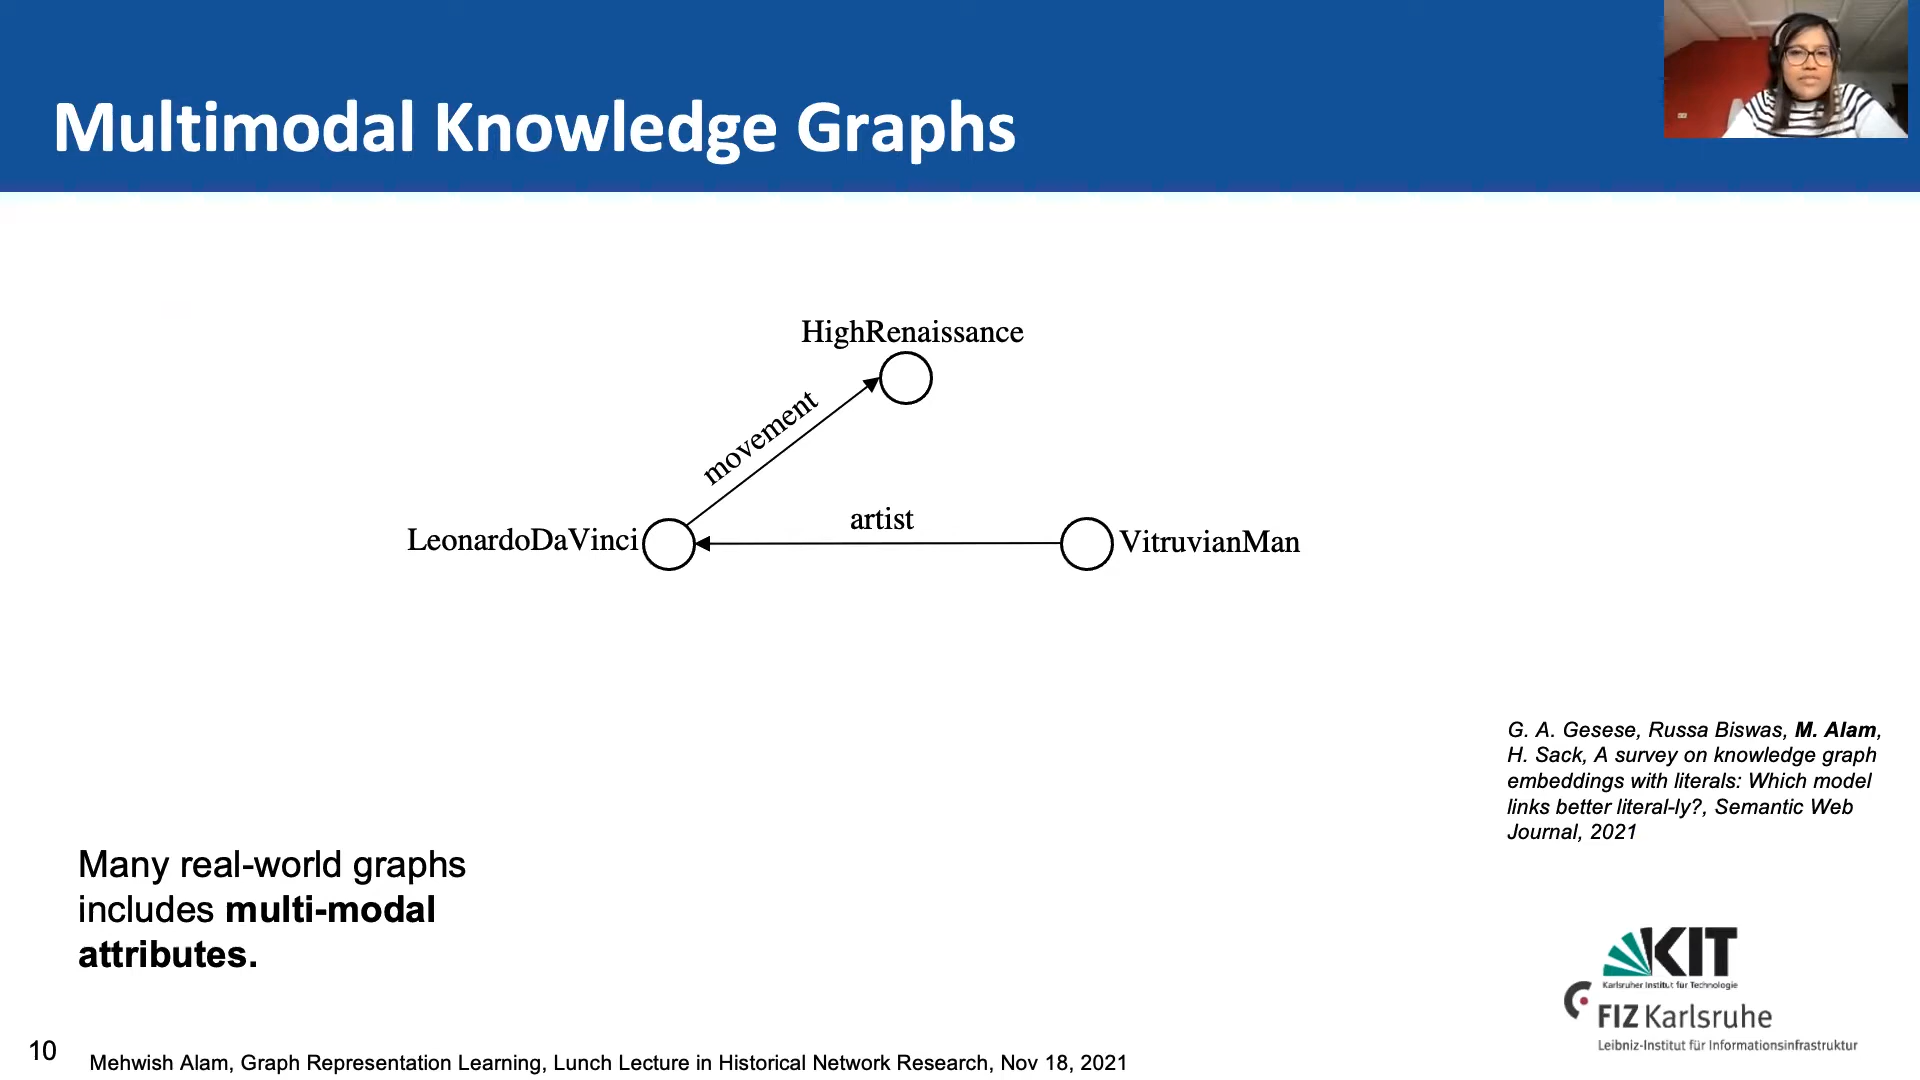 Multimodal Knowledge Graphs
HighRenaissance
movement
artist
LeonardoDaVinci
VitruvianMan
G. A. Gesese, Russa Biswas, M. Alam,
H. Sack, A survey on knowledge graph
embeddings with literals: Which model
links better literal-ly?, Semantic Web
Journal, 2021
Many real-world graphs
includes multi-modal
attributes.
KIT
Karlsruher Institut für Technologie
FIZ Karlsruhe
Leibniz-Institut für Informationsinfrastruktur
10
Mehwish Alam, Graph Representation Learning, Lunch Lecture in Historical Network Research, Nov 18, 2021